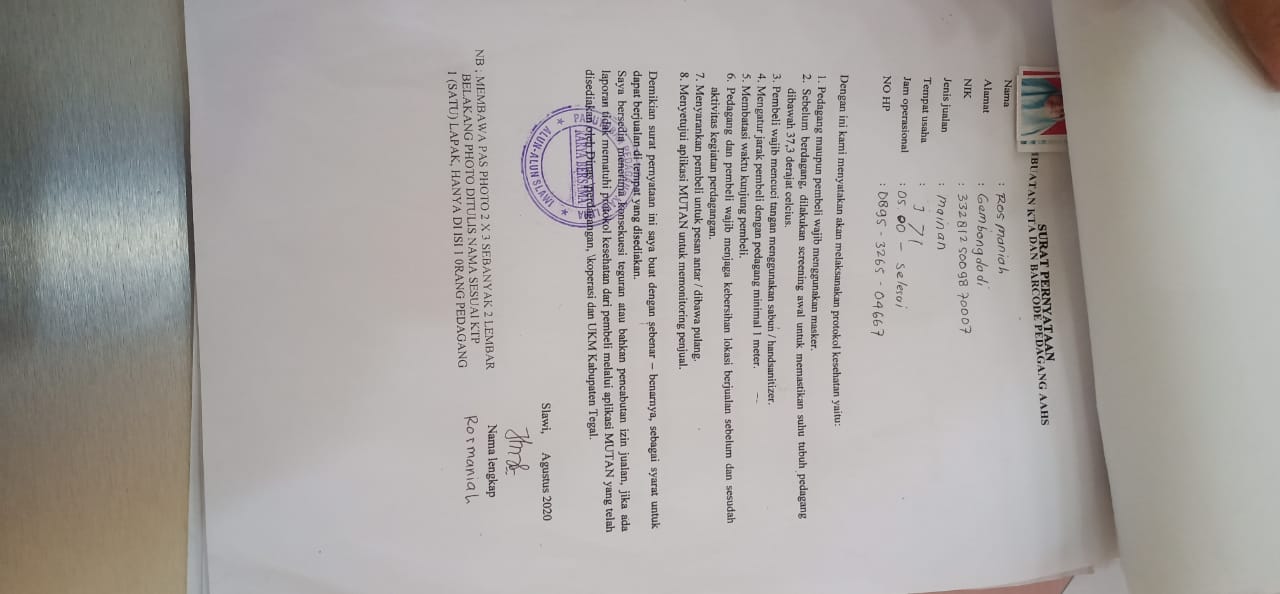 SURAT PERNYATAAN
BUATAN KTA DAN BARCODE PEDAGANG AAHS
Nama : Ros maniah
Alamat : Gembongdadi
NIK : 3328125009870007
Jenis jualan : mainan
Tempat usaha : J 71
Jam operasional : 05 00 - selesai
NO HP : 0895 - 3265 - 04667
Dengan ini kami menyatakan akan melaksanakan protokol kesehatan yaitu:
1. Pedagang maupun pembeli wajib menggunakan masker.
2. Sebelum berdagang, dilakukan screening awal untuk memastikan suhu tubuh pedagang
dibawah 37,3 derajat celcius.
3. Pembeli wajib mencuci tangan menggunakan sabun / handsanitizer.
4. Mengatur jarak pembeli dengan pedagang minimal 1 meter.
5. Membatasi waktu kunjung pembeli.
6. Pedagang dan pembeli wajib menjaga kebersihan lokasi berjualan sebelum dan sesudah
aktivitas kegiatan perdagangan.
7. Menyarankan pembeli untuk pesan antar / dibawa pulang.
8. Menyetujui aplikasi MUTAN untuk memonitoring penjual.
Demikian surat pernyataan ini saya buat dengan sebenar – benarnya, sebagai syarat untuk
dapat berjualan di tempat yang disediakan.
Saya bersedia menerima konsekuesi teguran atau bahkan pencabutan izin jualan, jika ada
laporan tidak mematuhi protokol kesehatan dari pembeli melalui aplikasi MUTAN yang telah
disediakan oleh Dinas Perdagangan, \koperasi dan UKM Kabupaten Tegal.
KARYA BERSAMA
ALUN-ALUN SLAWI
Slawi, Agustus 2020
Nama lengkap
Rosmaniah
NB : MEMBAWA PAS PHOTO 2 X 3 SEBANYAK 2 LEMBAR
BELAKANG PHOTO DITULIS NAMA SESUAI KTP
1 (SATU) LAPAK, HANYA DI ISI 1 0RANG PEDAGANG